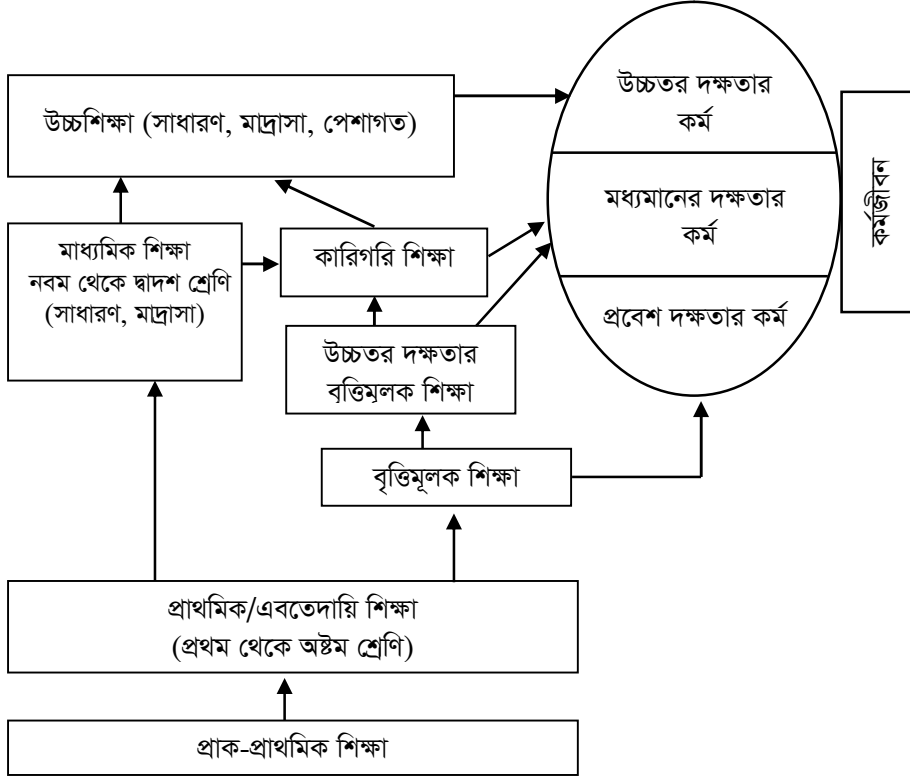 উচ্চতর দক্ষতার
কর্ম
উচ্চশিক্ষা (সাধারণ, মাদ্রাসা, পেশাগত)
মধ্যমানের দক্ষতার
কর্ম
কর্মজীবন
মাধ্যমিক শিক্ষা
নবম থেকে দ্বাদশ শ্রেণি
(সাধারণ, মাদ্রাসা)
কারিগরি শিক্ষা
প্রবেশ দক্ষতার কর্ম
উচ্চতর দক্ষতার
বৃত্তিমূলক শিক্ষা
বৃত্তিমূলক শিক্ষা
প্রাথমিক/এবতেদায়ি শিক্ষা
(প্রথম থেকে অষ্টম শ্রেণি)
প্রাক-প্রাথমিক শিক্ষা